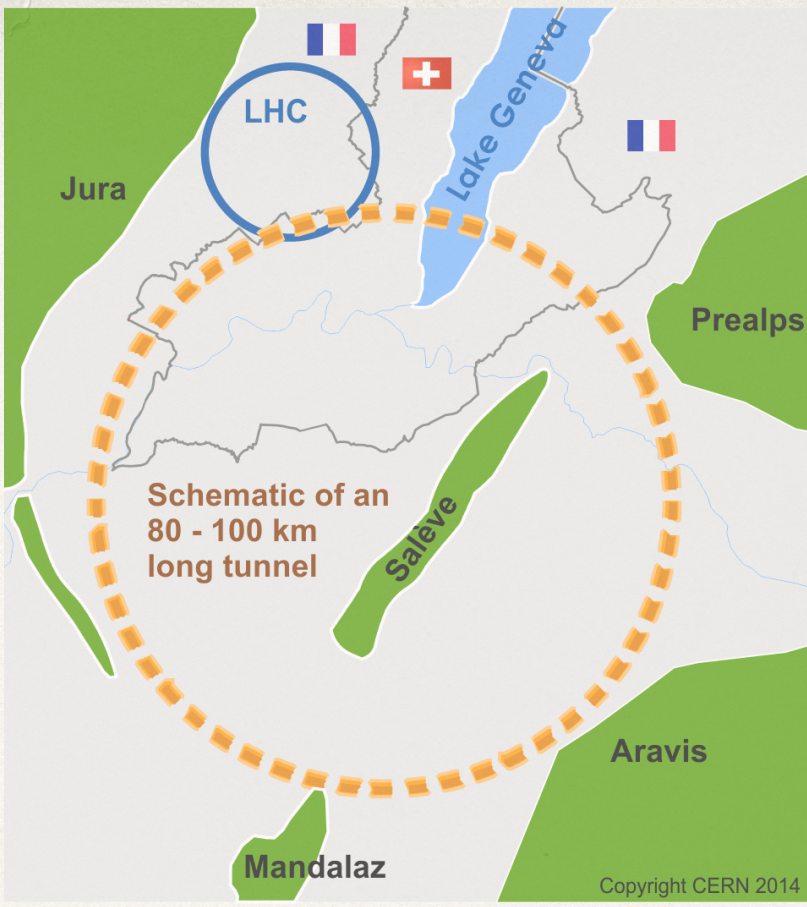 LHC
Lake Geneva
Jura
Prealps
Schematic of an
80 - 100 km
long tunnel
Salève
Aravis
Mandalaz
Copyright CERN 2014